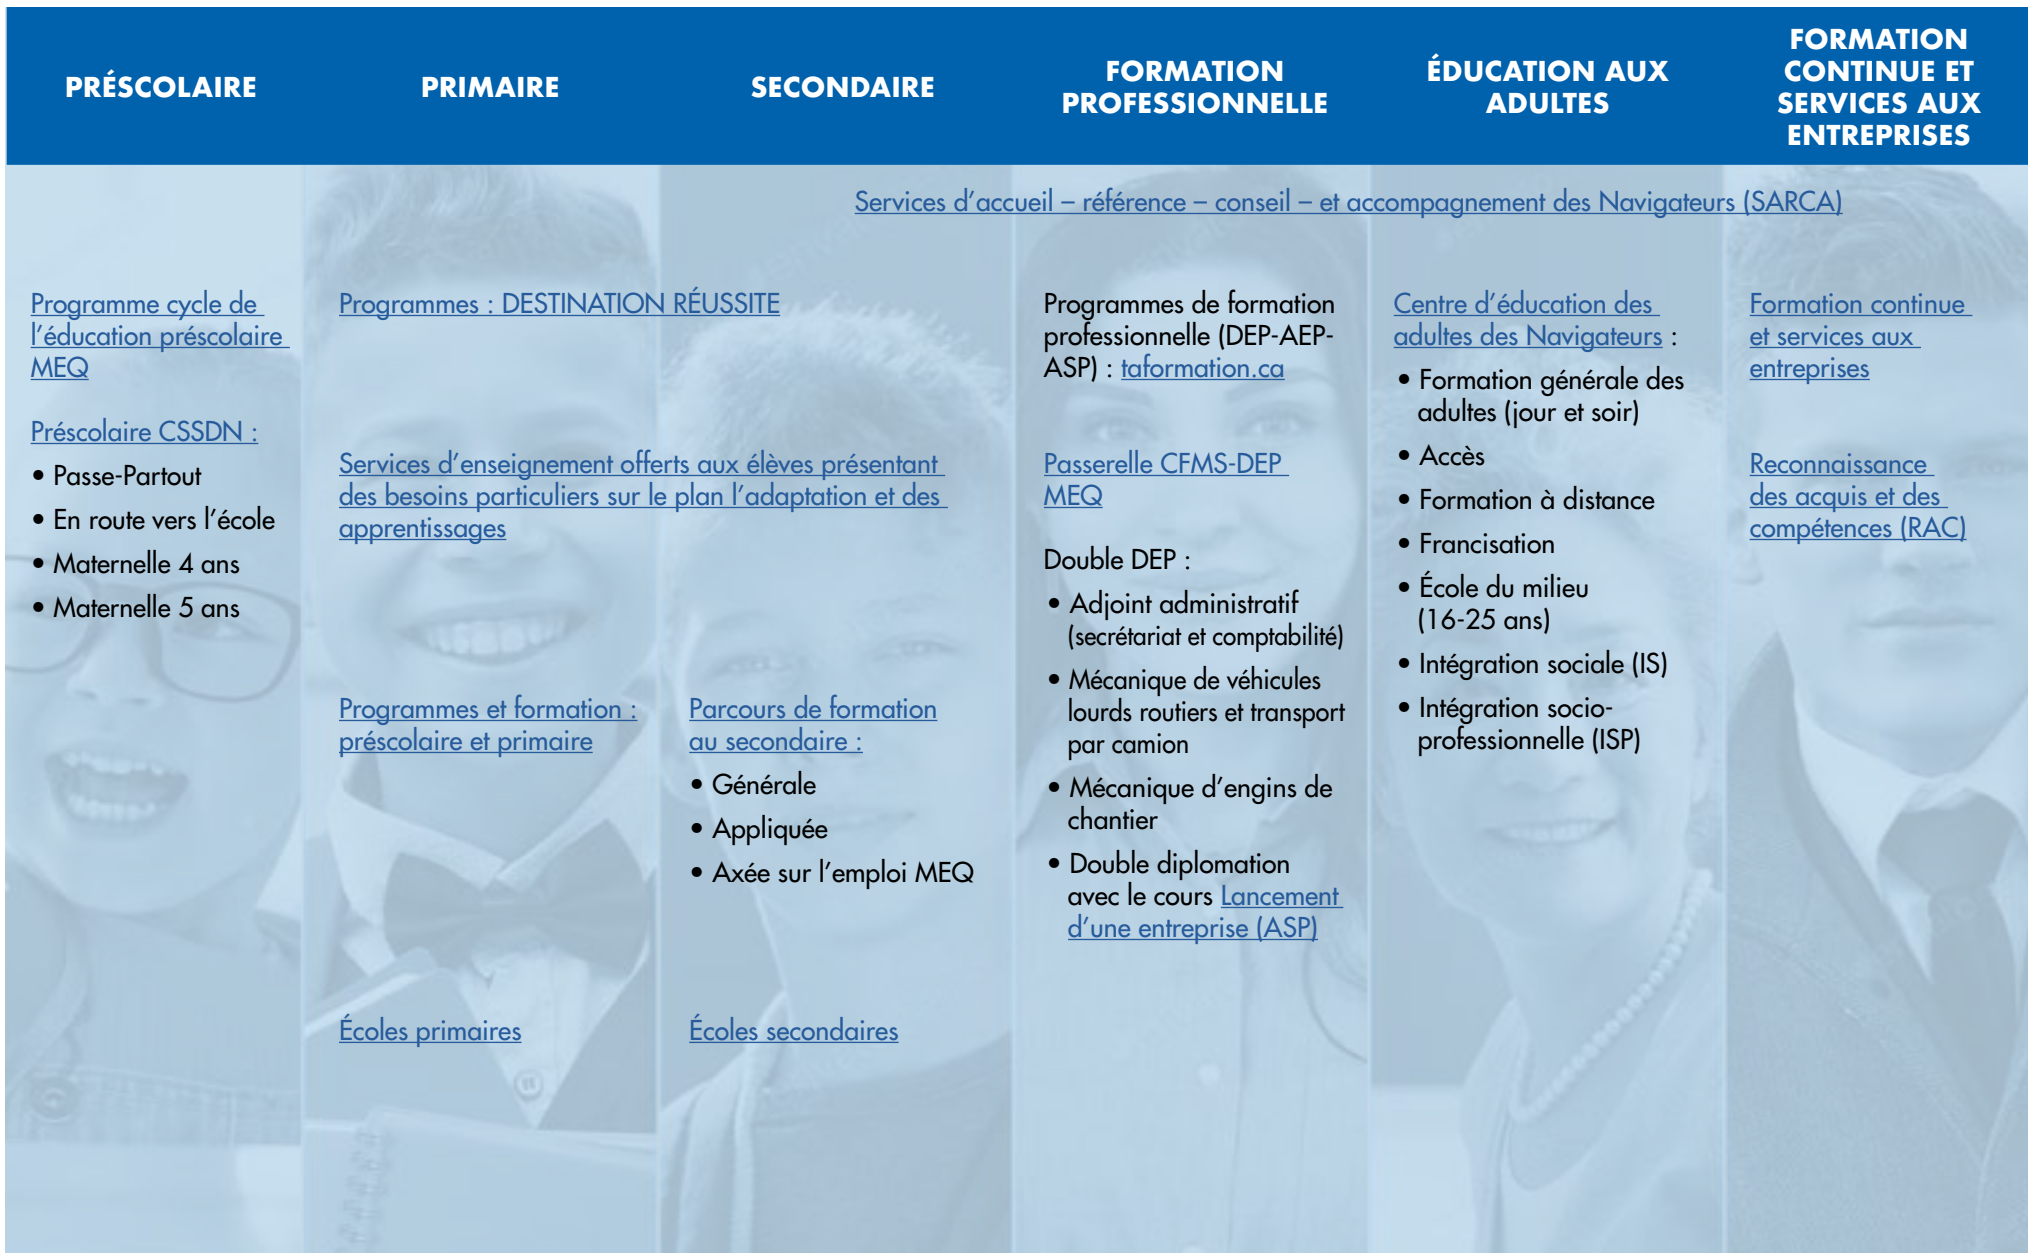 PRÉSCOLAIRE
PRIMAIRE
SECONDAIRE
FORMATION
PROFESSIONNELLE
ÉDUCATION AUX
ADULTES
FORMATION
CONTINUE ET
SERVICES AUX
ENTREPRISES
Services d’accueil – référence – conseil – et accompagnement des Navigateurs (SARCA)
Programme cycle de
l’éducation préscolaire
MEQ
Préscolaire CSSDN :
• Passe-Partout
• En route vers l’école
• Maternelle 4 ans
• Maternelle 5 ans
Programmes : DESTINATION RÉUSSITE
Services d’enseignement offerts aux élèves présentant
des besoins particuliers sur le plan l’adaptation et des
apprentissages
Programmes et formation :
préscolaire et primaire
Écoles primaires
Parcours de formation
au secondaire :
• Générale
• Appliquée
• Axée sur l’emploi MEQ
Écoles secondaires
Programmes de formation
professionnelle (DEP-AEP-
ASP) : taformation.ca
Passerelle CFMS-DEP
MEQ
Double DEP :
• Adjoint administratif
(secrétariat et comptabilité)
• Mécanique de véhicules
lourds routiers et transport
par camion
• Mécanique d’engins de
chantier
• Double diplomation
avec le cours Lancement
d’une entreprise (ASP)
Centre d’éducation des
adultes des Navigateurs :
• Formation générale des
adultes (jour et soir)
• Accès
• Formation à distance
• Francisation
• École du milieu
(16-25 ans)
• Intégration sociale (IS)
• Intégration socio-
professionnelle (ISP)
Formation continue
et services aux
entreprises
Reconnaissance
des acquis et des
compétences (RAC)